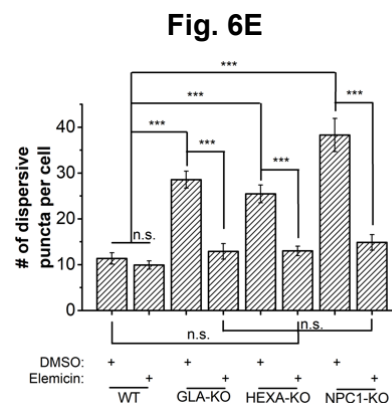 Fig. 6E
***
***
***
***
***
***
n.s.
# of dispersive
puncta per cell
40
30
20
10
0
n.s.
n.s.
DMSO: + + + +
Elemicin: + + + +
WT GLA-KO HEXA-KO NPC1-KO